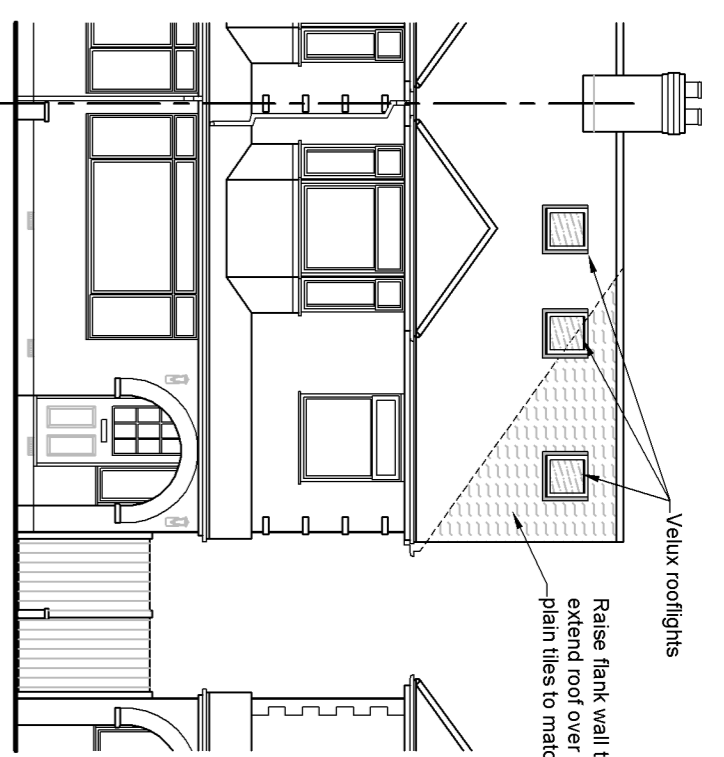 Velux rooflights
Raise flank wall t
extend roof over
plain tiles to matc